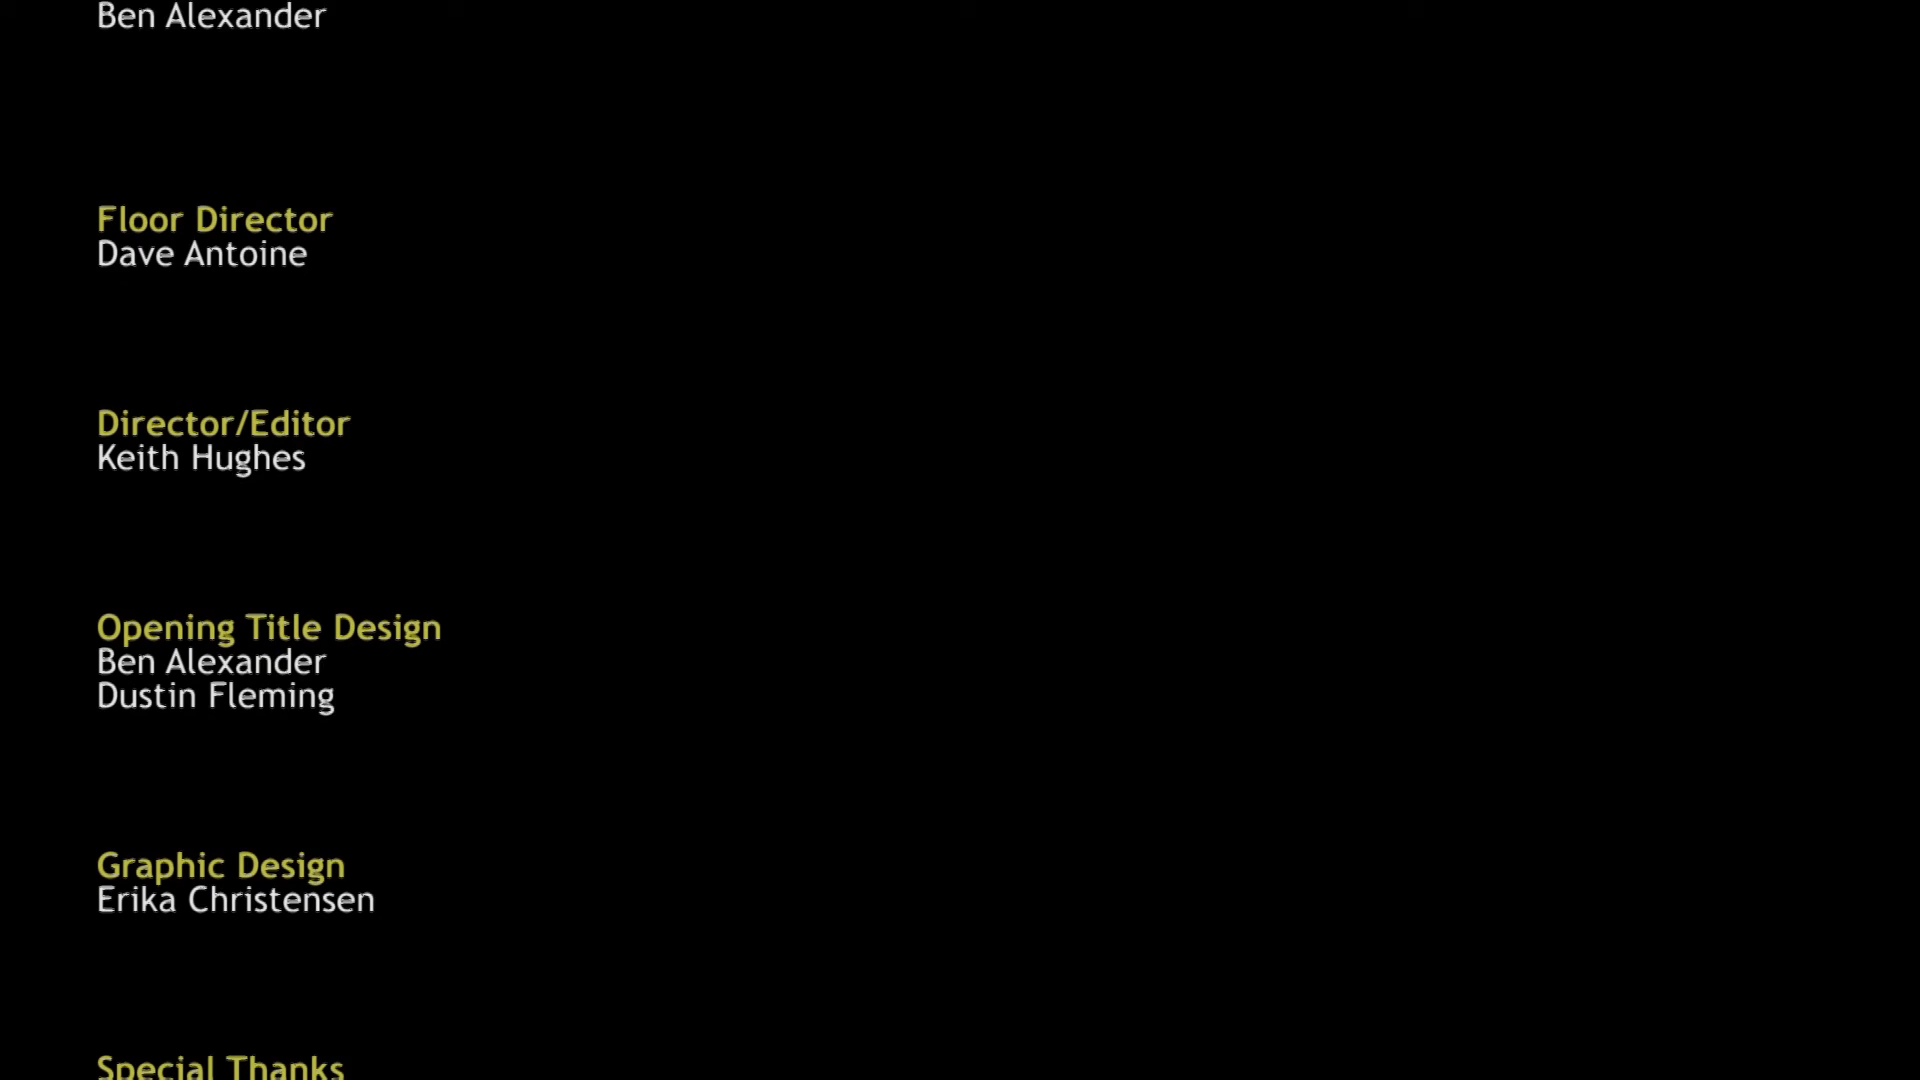 Ben Alexander
Floor Director
Dave Antoine
Director/Editor
Keith Hughes
Opening Title Design
Ben Alexander
Dustin Fleming
Graphic Design
Erika Christensen
Special Thanks